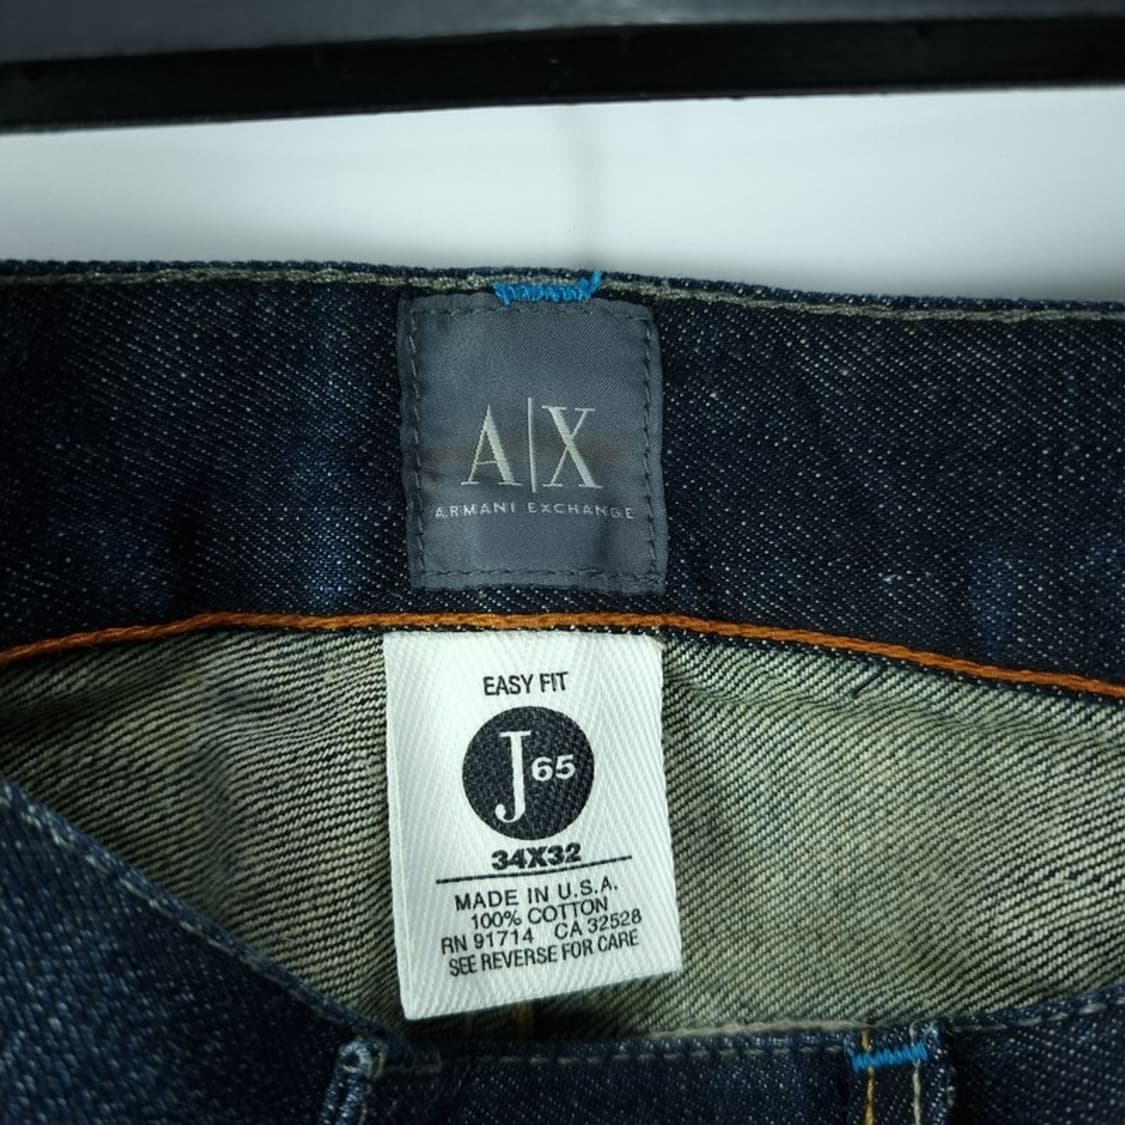 A|X
ARMANI EXCHANGE
EASY FIT
J65
34X32
MADE IN U.S.A.
100% COTTON
RN 91714 CA 32528
SEE REVERSE FOR CARE